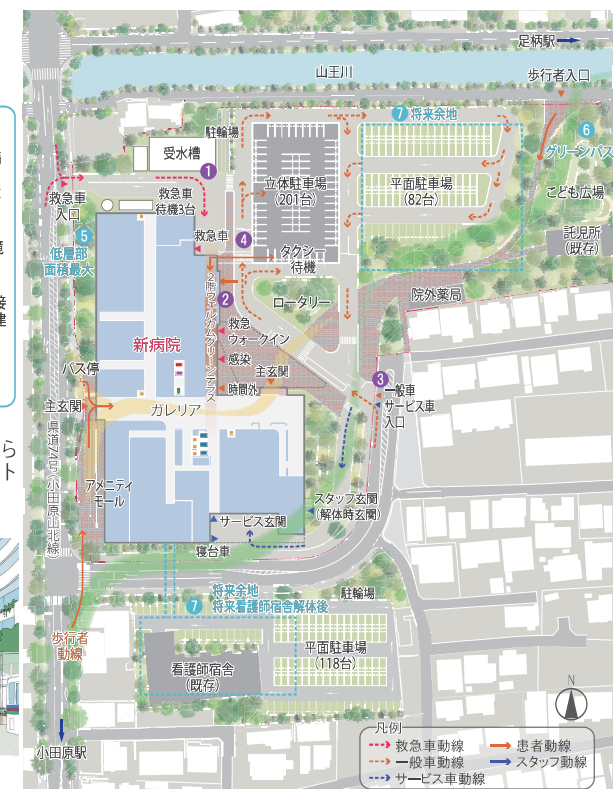 足柄駅
山王川
歩行者入口
7 将来余地
6
グリーンパス
駐輪場
受水槽
1
立体駐車場
(201台)
平面駐車場
(82台)
こども広場
救急車
入口
救急車
待機3台
託児所
(既存)
5
低層部
面積最大
救急車
4
タクシー
待機
院外薬局
2
2階ウェルカムグリーンテラス
ロータリー
救急
ウォークイン
新病院
感染
主玄関
バス停
時間外
3
一般車
サービス車
入口
主玄関
ガレリア
県道74号(小田原山北線)
ら
ト
アメニティ
モール
スタッフ玄関
(解体時玄関)
サービス玄関
寝台車
7
将来余地
将来看護師宿舎解体後
駐輪場
歩行者
動線
平面駐車場
(118台)
看護師宿舎
(既存)
N
小田原駅
凡例
救急車動線
患者動線
一般車動線
スタッフ動線
サービス車動線